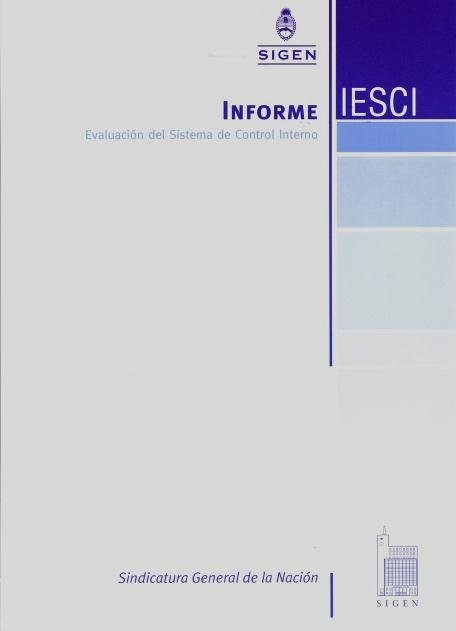 SIGEN
INFORME
IESCI
Evaluación del Sistema de Control Interno
Sindicatura General de la Nación
SIGEN